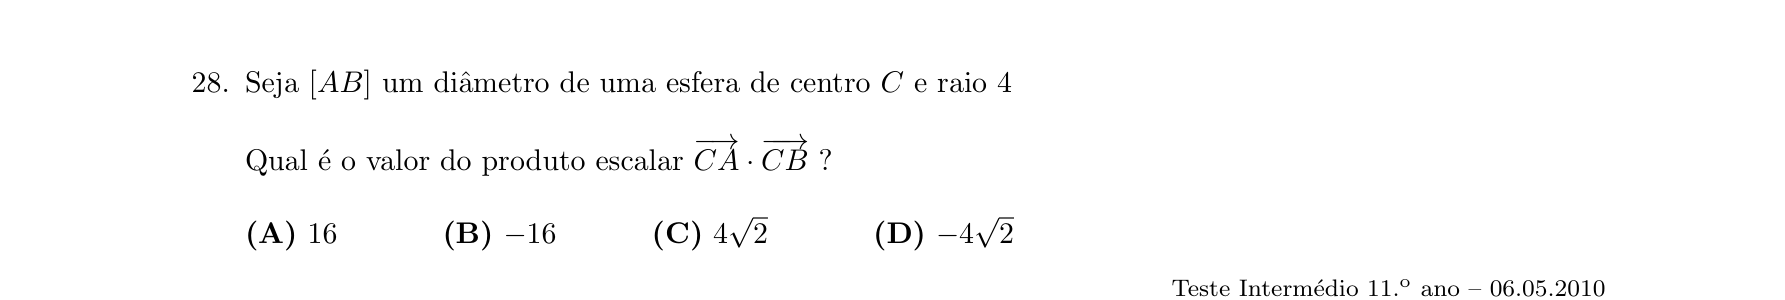 28. Seja [AB] um diâmetro de uma esfera de centro C e raio 4
Qual é o valor do produto escalar $\overrightarrow{CA} \cdot \overrightarrow{CB}$ ?
(A) 16 (B) −16 (C) $4\sqrt{2}$ (D) $-4\sqrt{2}$
Teste Intermédio 11.º ano – 06.05.2010